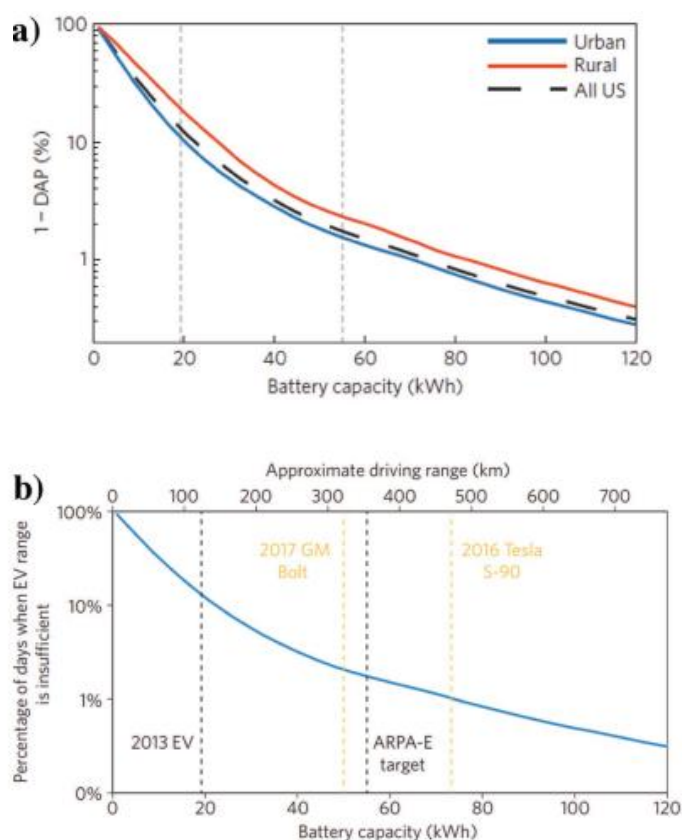 a)
100
10
1
1 – DAP (%)
Urban
Rural
All US
0 20 40 60 80 100 120
Battery capacity (kWh)
b)
Approximate driving range (km)
0 100 200 300 400 500 600 700
Percentage of days when EV range
is insufficient
100%
10%
1%
0%
2017 GM
Bolt
2016 Tesla
S-90
2013 EV
ARPA-E
target
0 20 40 60 80 100 120
Battery capacity (kWh)